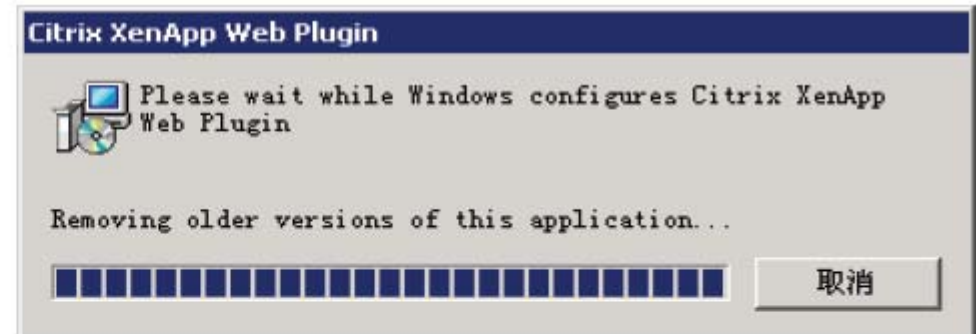 Citrix XenApp Web Plugin
Please wait while Windows configures Citrix XenApp
Web Plugin
Removing older versions of this application...
取消